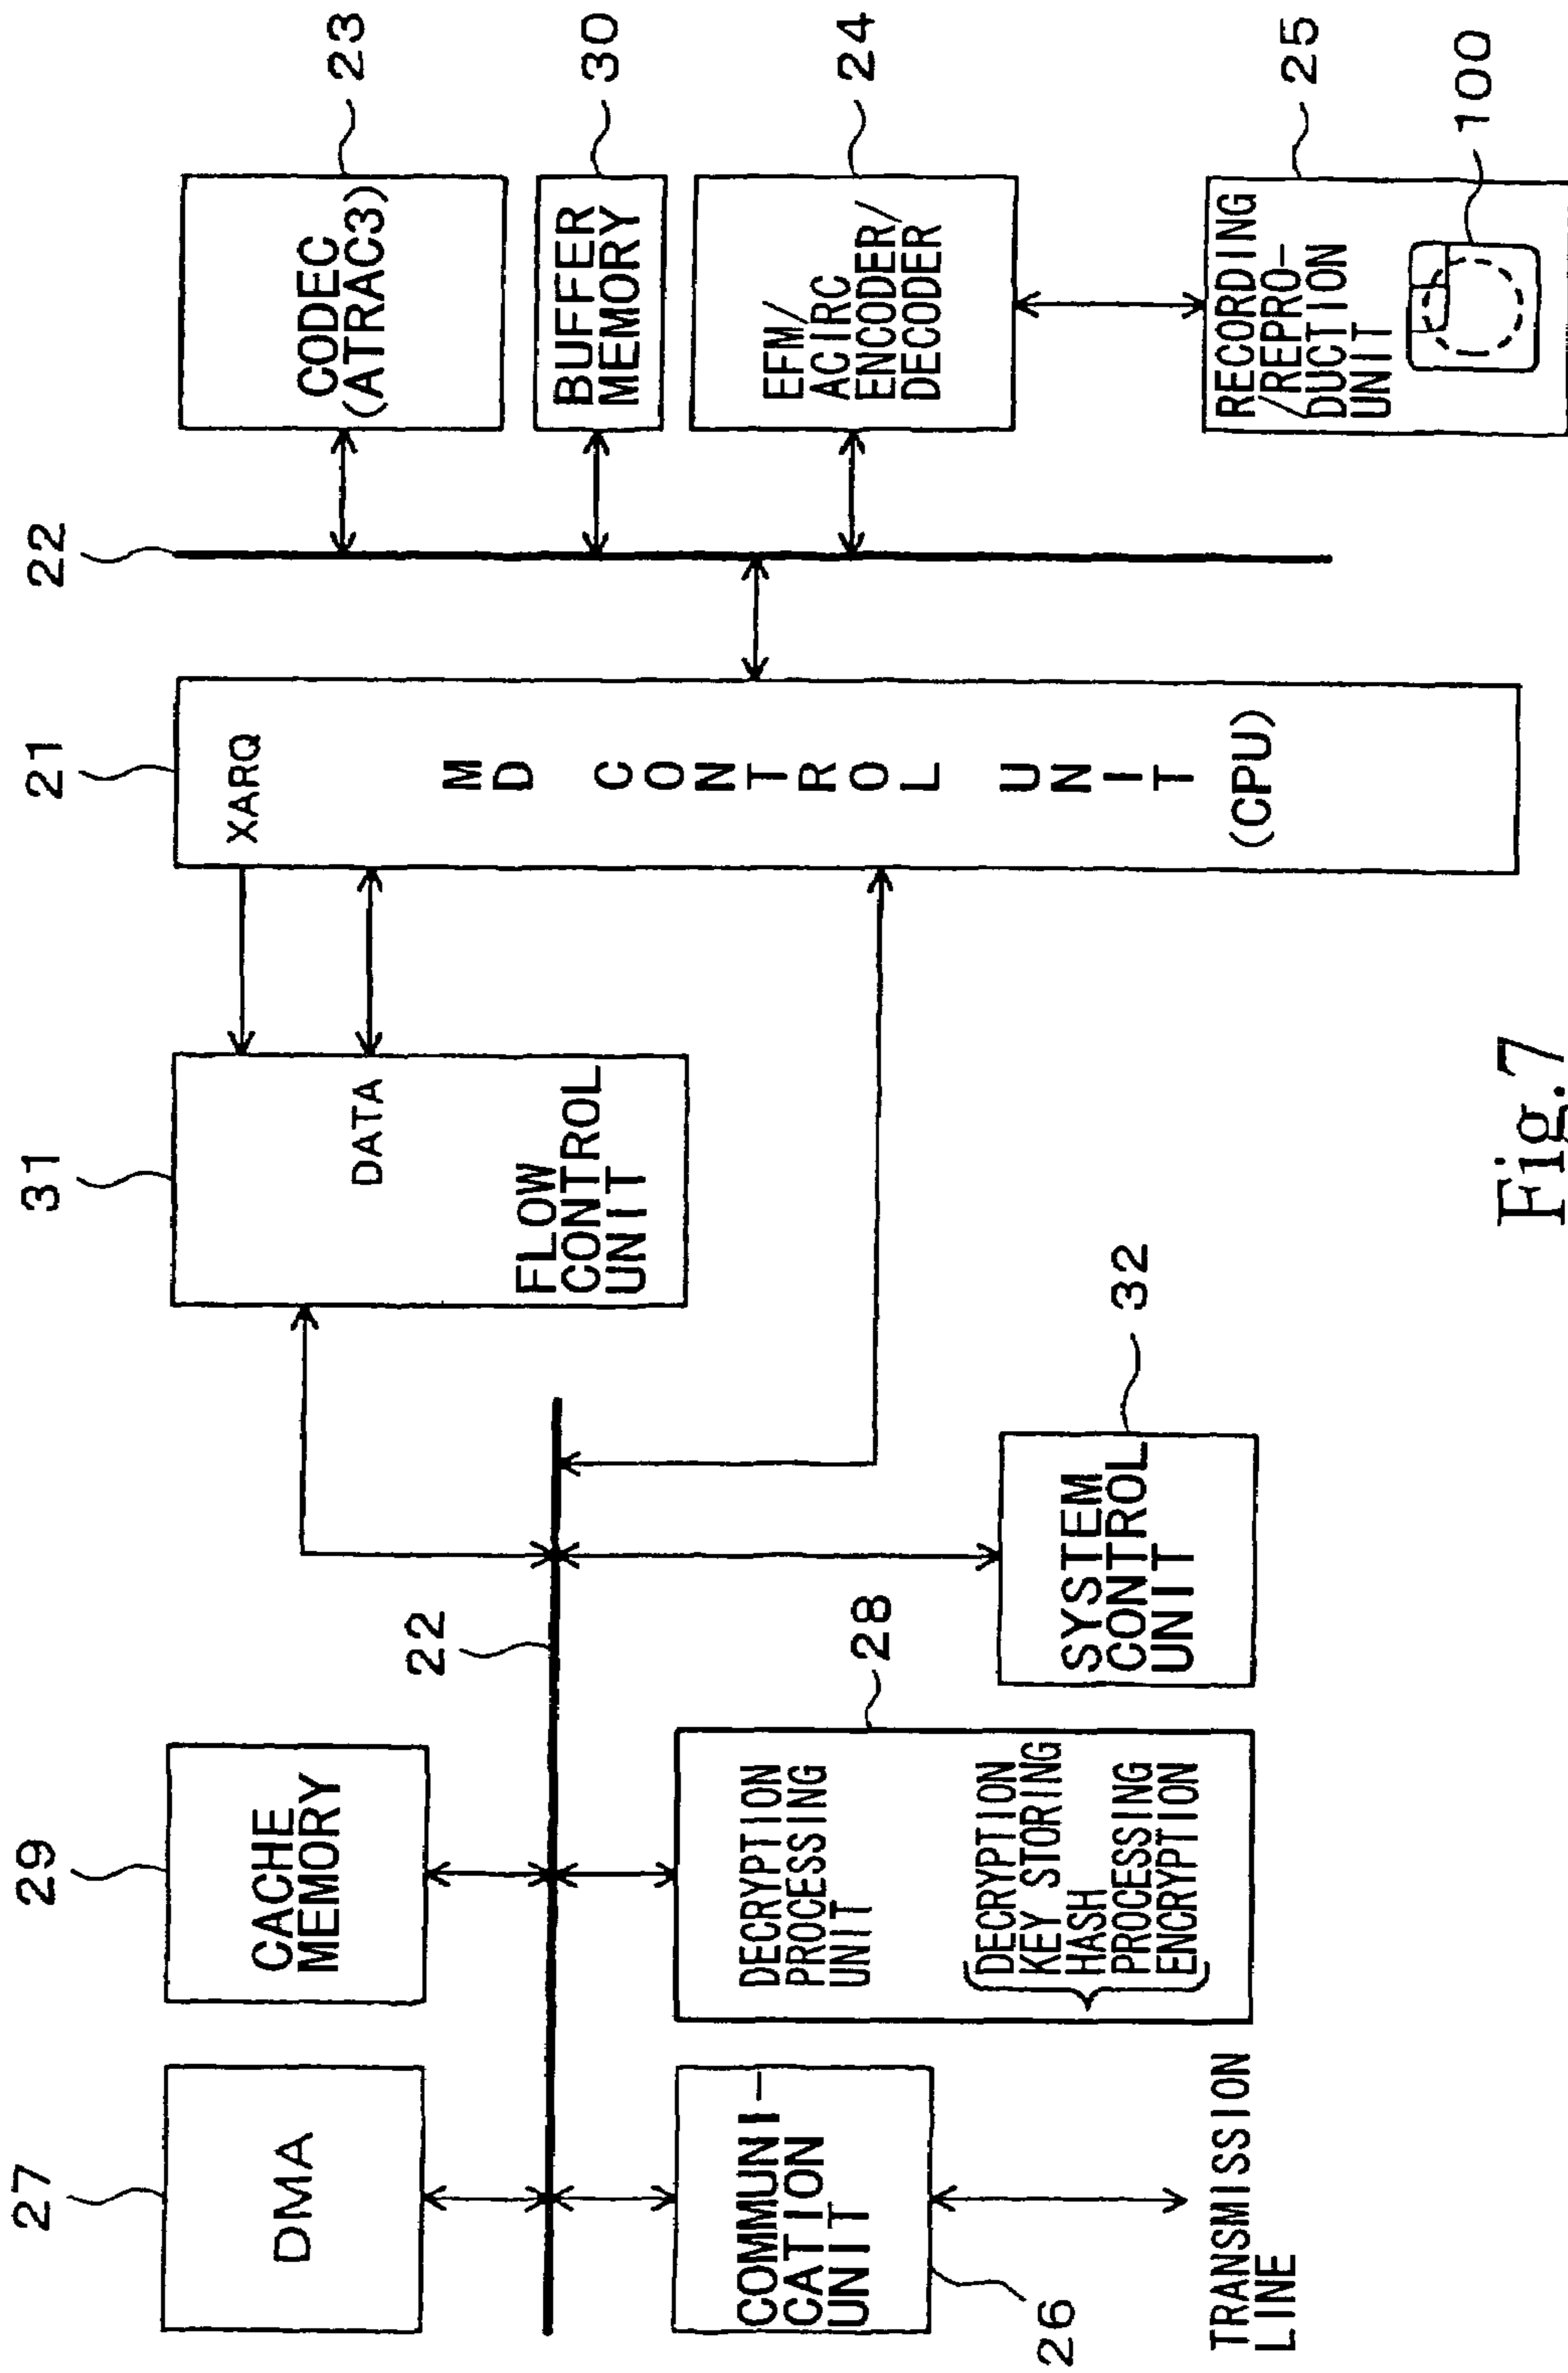 27
DMA
29
CACHE
MEMORY
31
DATA
FLOW
CONTROL
UNIT
21
XARQ
MD CONTROL UNIT
(CPU)
22
23
CODEC
(ATRAC3)
30
BUFFER
MEMORY
24
EFM/
ACIRC
ENCODER/
DECODER
25
RECORDING
/REPRO-
DUCTION
UNIT
100
22
26
COMMUNI-
CATION
UNIT
TRANSMISSION
LINE
28
DECRYPTION
PROCESSING
UNIT
DECRYPTION
KEY STORING
HASH
PROCESSING
ENCRYPTION
32
SYSTEM
CONTROL
UNIT
Fig.7